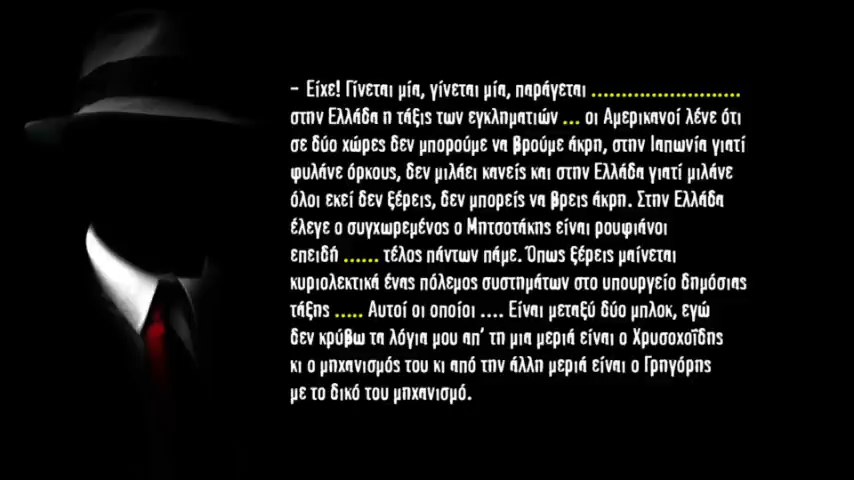 - Είχε! Γίνεται μία, γίνεται μία, παράγεται .........................
στην Ελλάδα η τάξις των εγκληματιών ... οι Αμερικανοί λένε ότι
σε δύο χώρες δεν μπορούμε να βρούμε άκρη, στην Ιαπωνία γιατί
φυλάνε όρκους, δεν μιλάει κανείς και στην Ελλάδα γιατί μιλάνε
όλοι εκεί δεν ξέρεις, δεν μπορείς να βρεις άκρη. Στην Ελλάδα
έλεγε ο συγχωρεμένος ο Μητσοτάκης είναι ρουφιάνοι
επειδή ...... τέλος πάντων πάμε. Όπως ξέρεις μαίνεται
κυριολεκτικά ένας πόλεμος συστημάτων στο υπουργείο δημόσιας
τάξης ..... Αυτοί οι οποίοι .... Είναι μεταξύ δύο μπλοκ, εγώ
δεν κρύβω τα λόγια μου απ’ τη μια μεριά είναι ο Χρυσοχοΐδης
κι ο μηχανισμός του κι από την άλλη μεριά είναι ο Γρηγόρης
με το δικό του μηχανισμό.